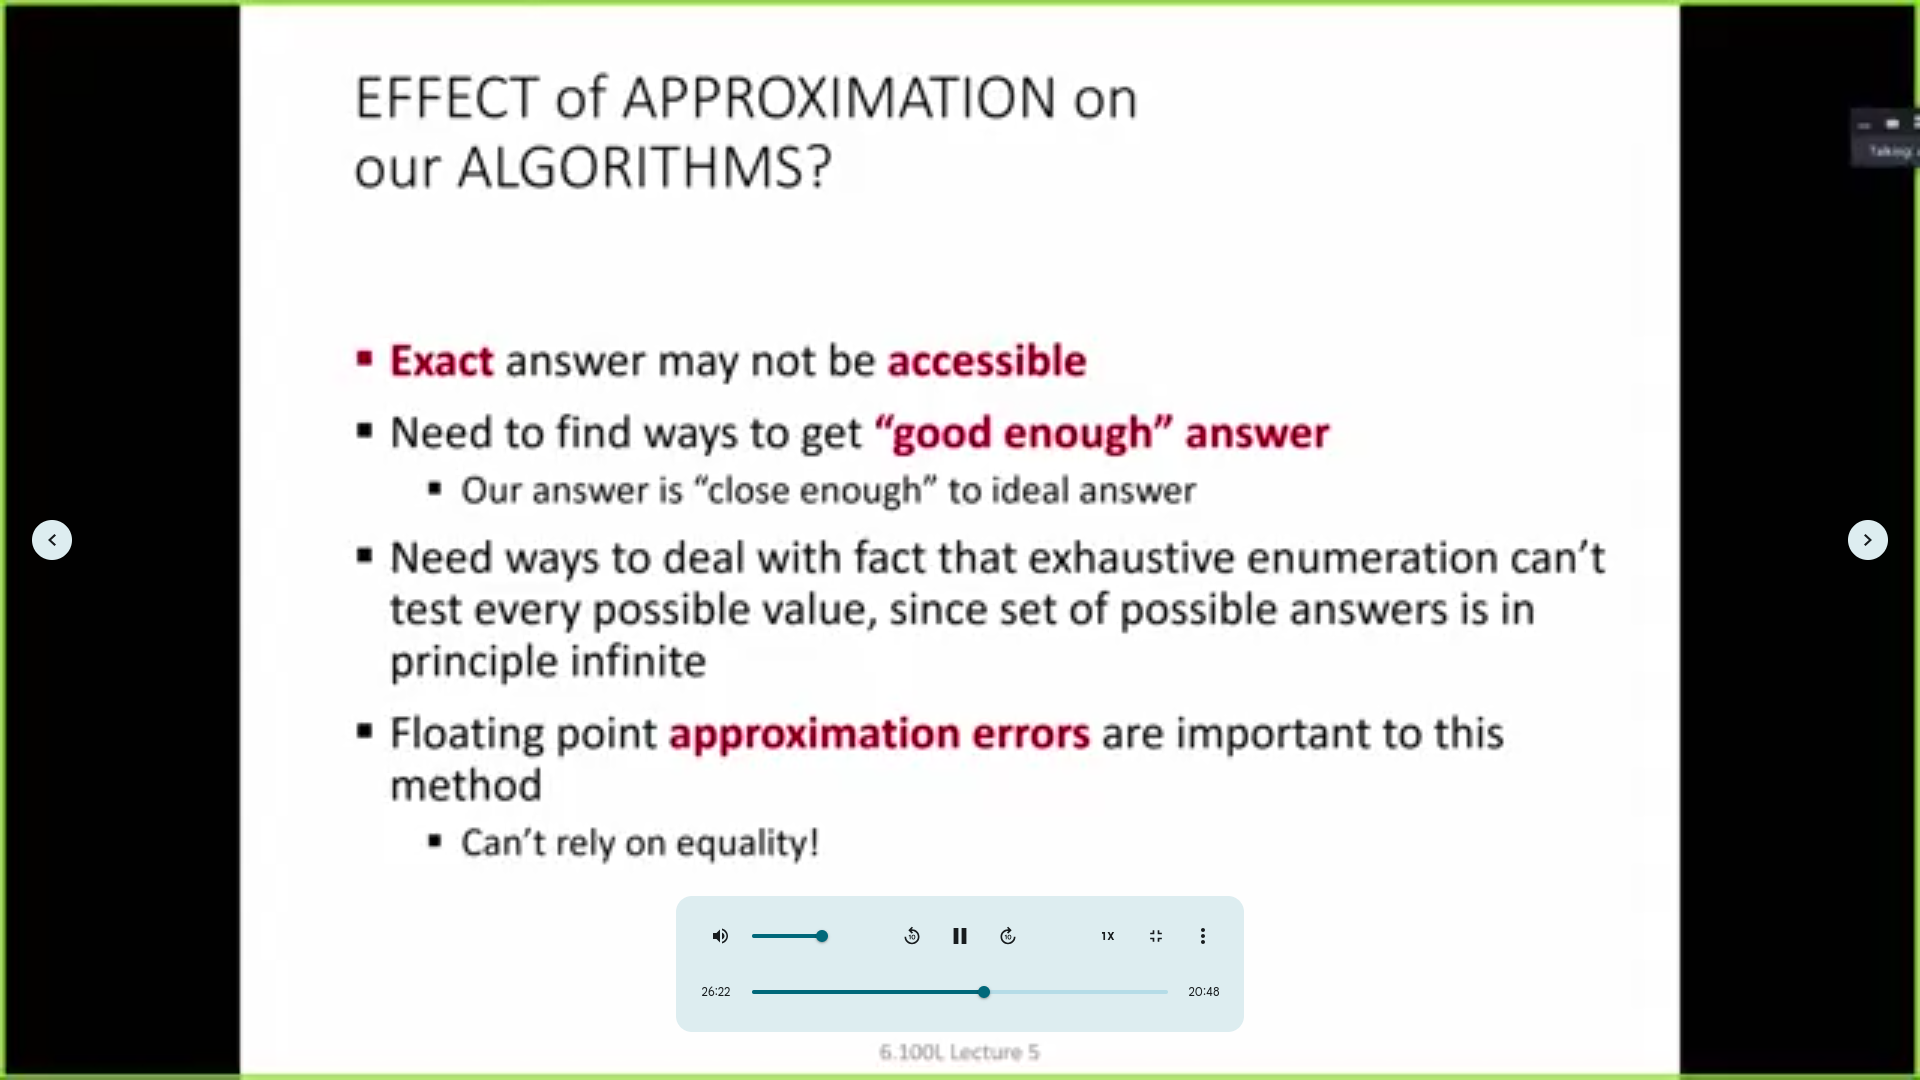 EFFECT of APPROXIMATION on
our ALGORITHMS?
Talking:
▪ Exact answer may not be accessible
▪ Need to find ways to get “good enough” answer
▪ Our answer is “close enough” to ideal answer
▪ Need ways to deal with fact that exhaustive enumeration can’t
test every possible value, since set of possible answers is in
principle infinite
▪ Floating point approximation errors are important to this
method
▪ Can’t rely on equality!
10
10
1X
26:22
20:48
6.100L Lecture 5